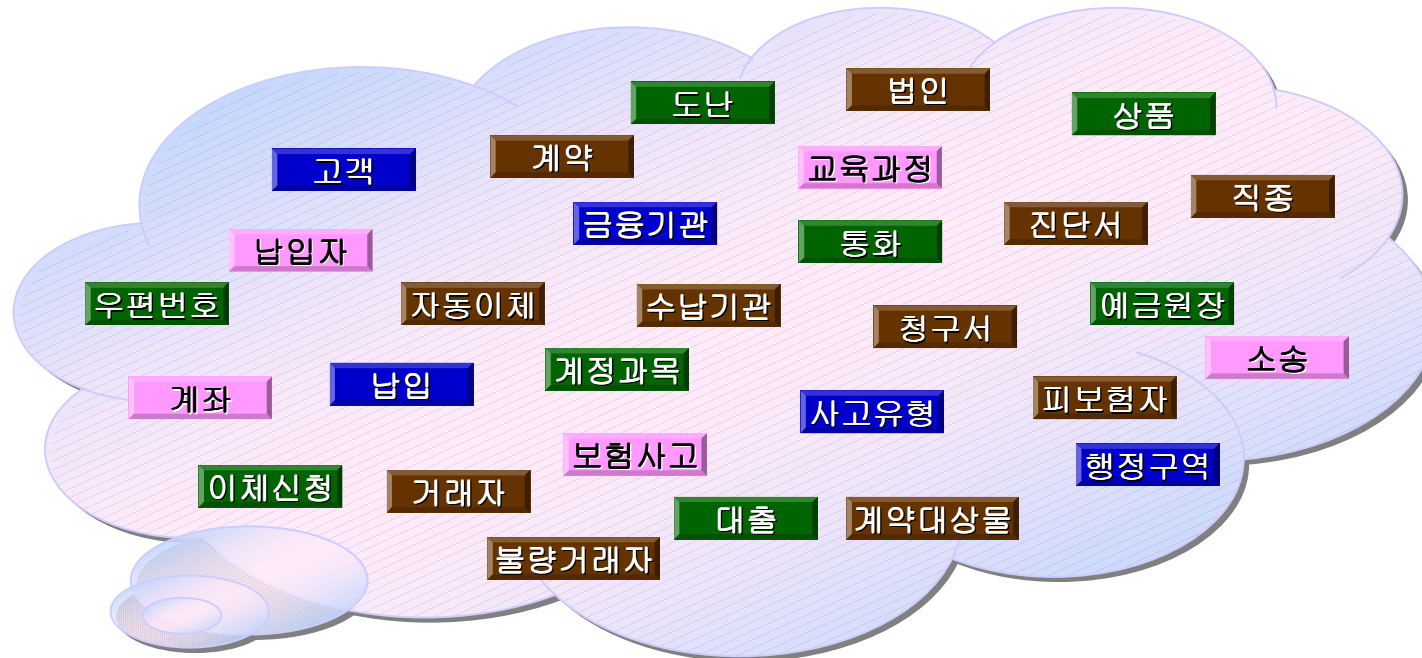 법인
도난
상품
계약
고객
교육과정
직종
금융기관
진단서
통화
납입자
우편번호
자동이체
수납기관
예금원장
청구서
소송
계정과목
납입
계좌
피보험자
사고유형
보험사고
행정구역
이체신청
거래자
대출
계약대상물
불량거래자